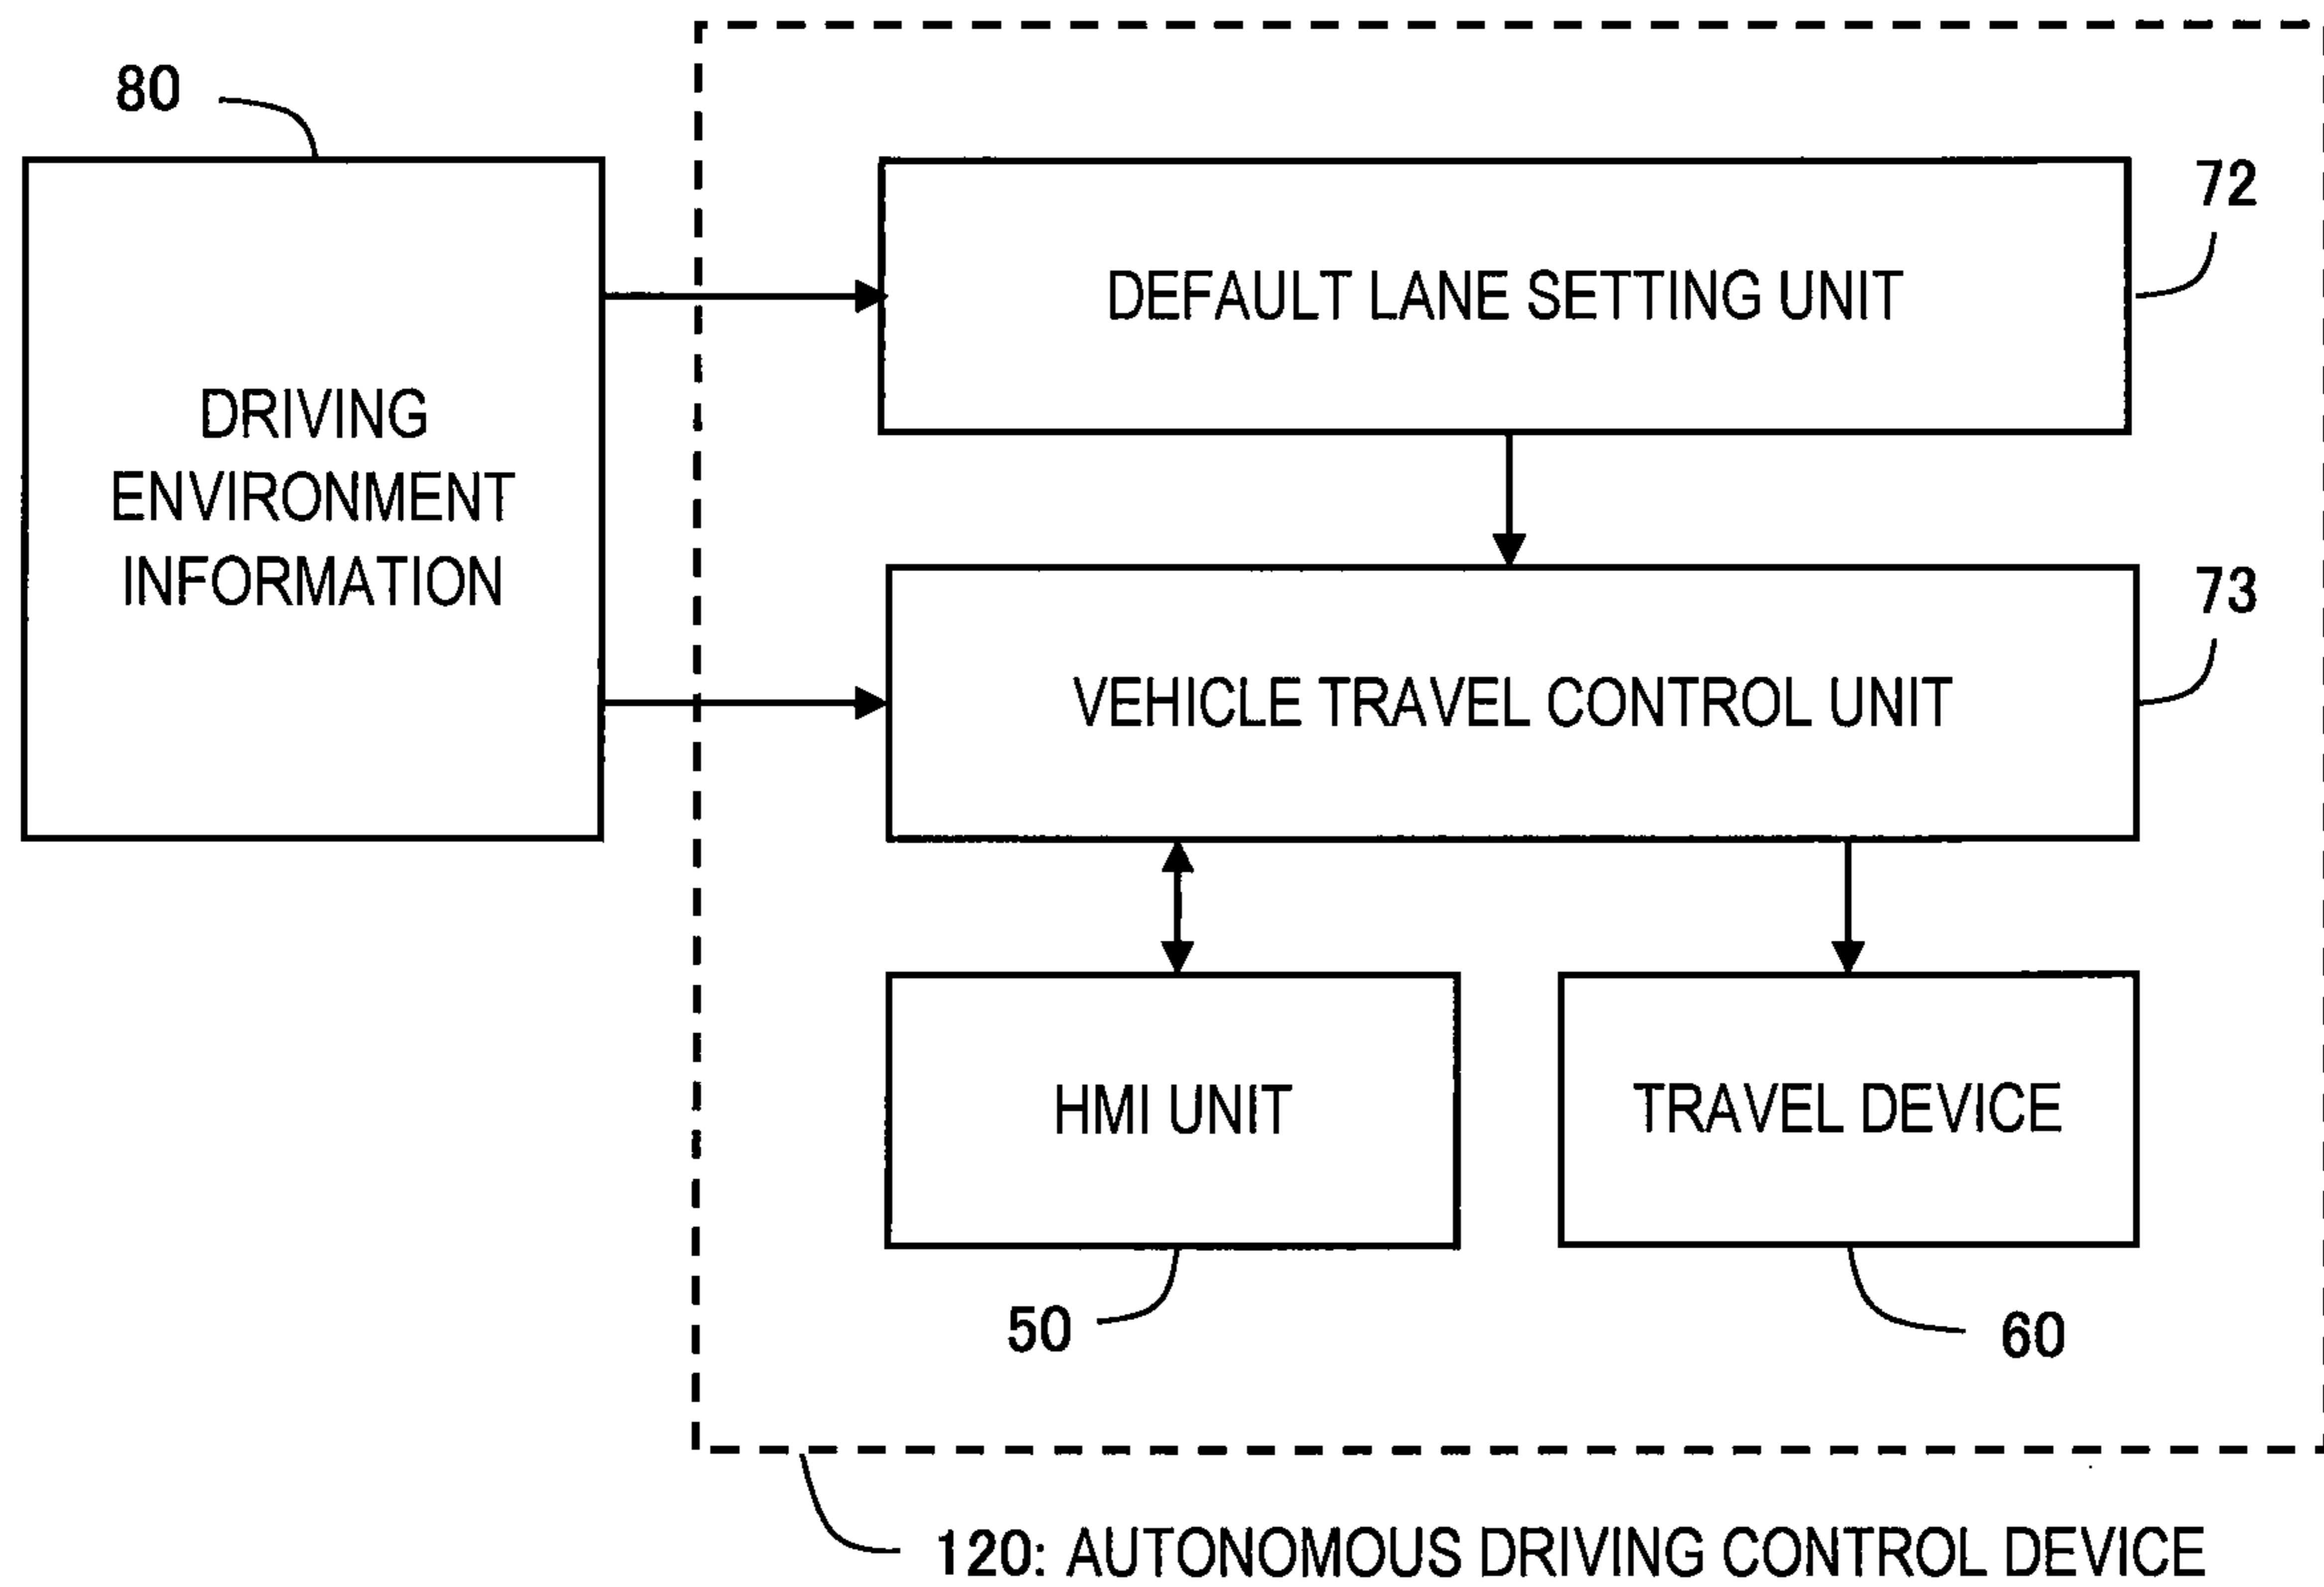 80
72
DEFAULT LANE SETTING UNIT
DRIVING
ENVIRONMENT
INFORMATION
73
VEHICLE TRAVEL CONTROL UNIT
HMI UNIT
TRAVEL DEVICE
50
60
120: AUTONOMOUS DRIVING CONTROL DEVICE